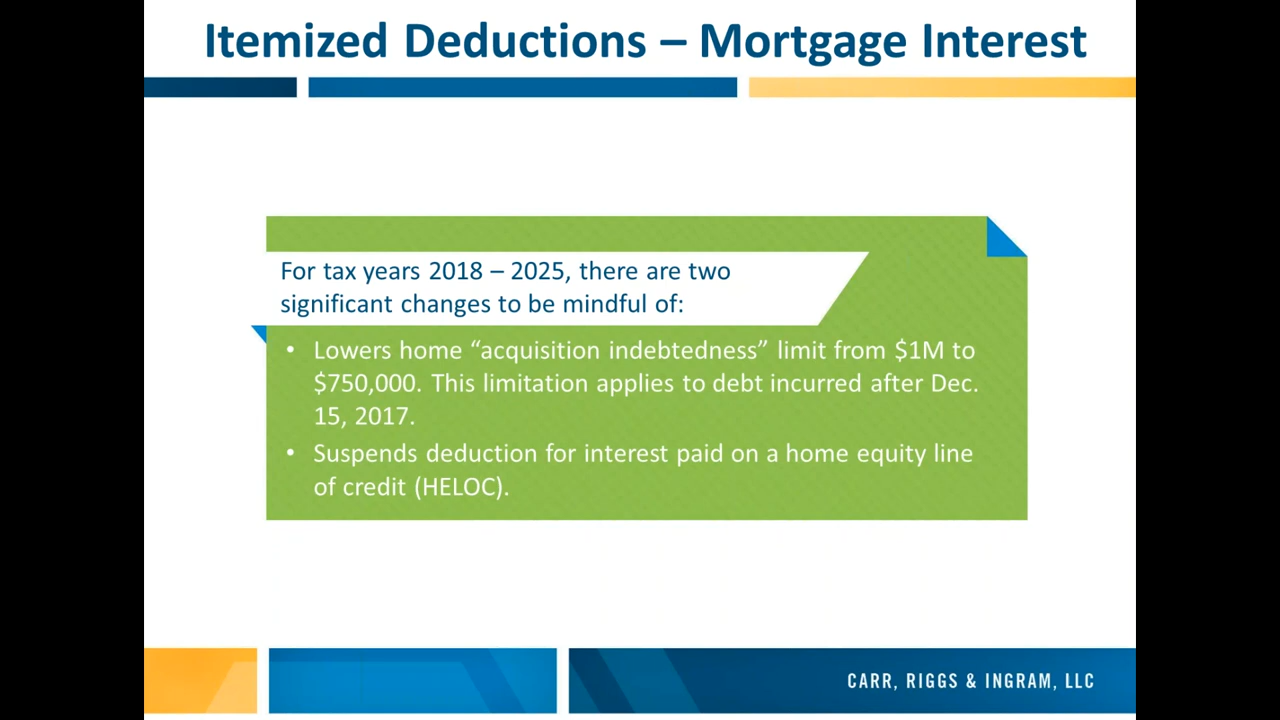 Itemized Deductions – Mortgage Interest
For tax years 2018 – 2025, there are two
significant changes to be mindful of:
• Lowers home “acquisition indebtedness” limit from $1M to
$750,000. This limitation applies to debt incurred after Dec.
15, 2017.
• Suspends deduction for interest paid on a home equity line
of credit (HELOC).
CARR, RIGGS & INGRAM, LLC